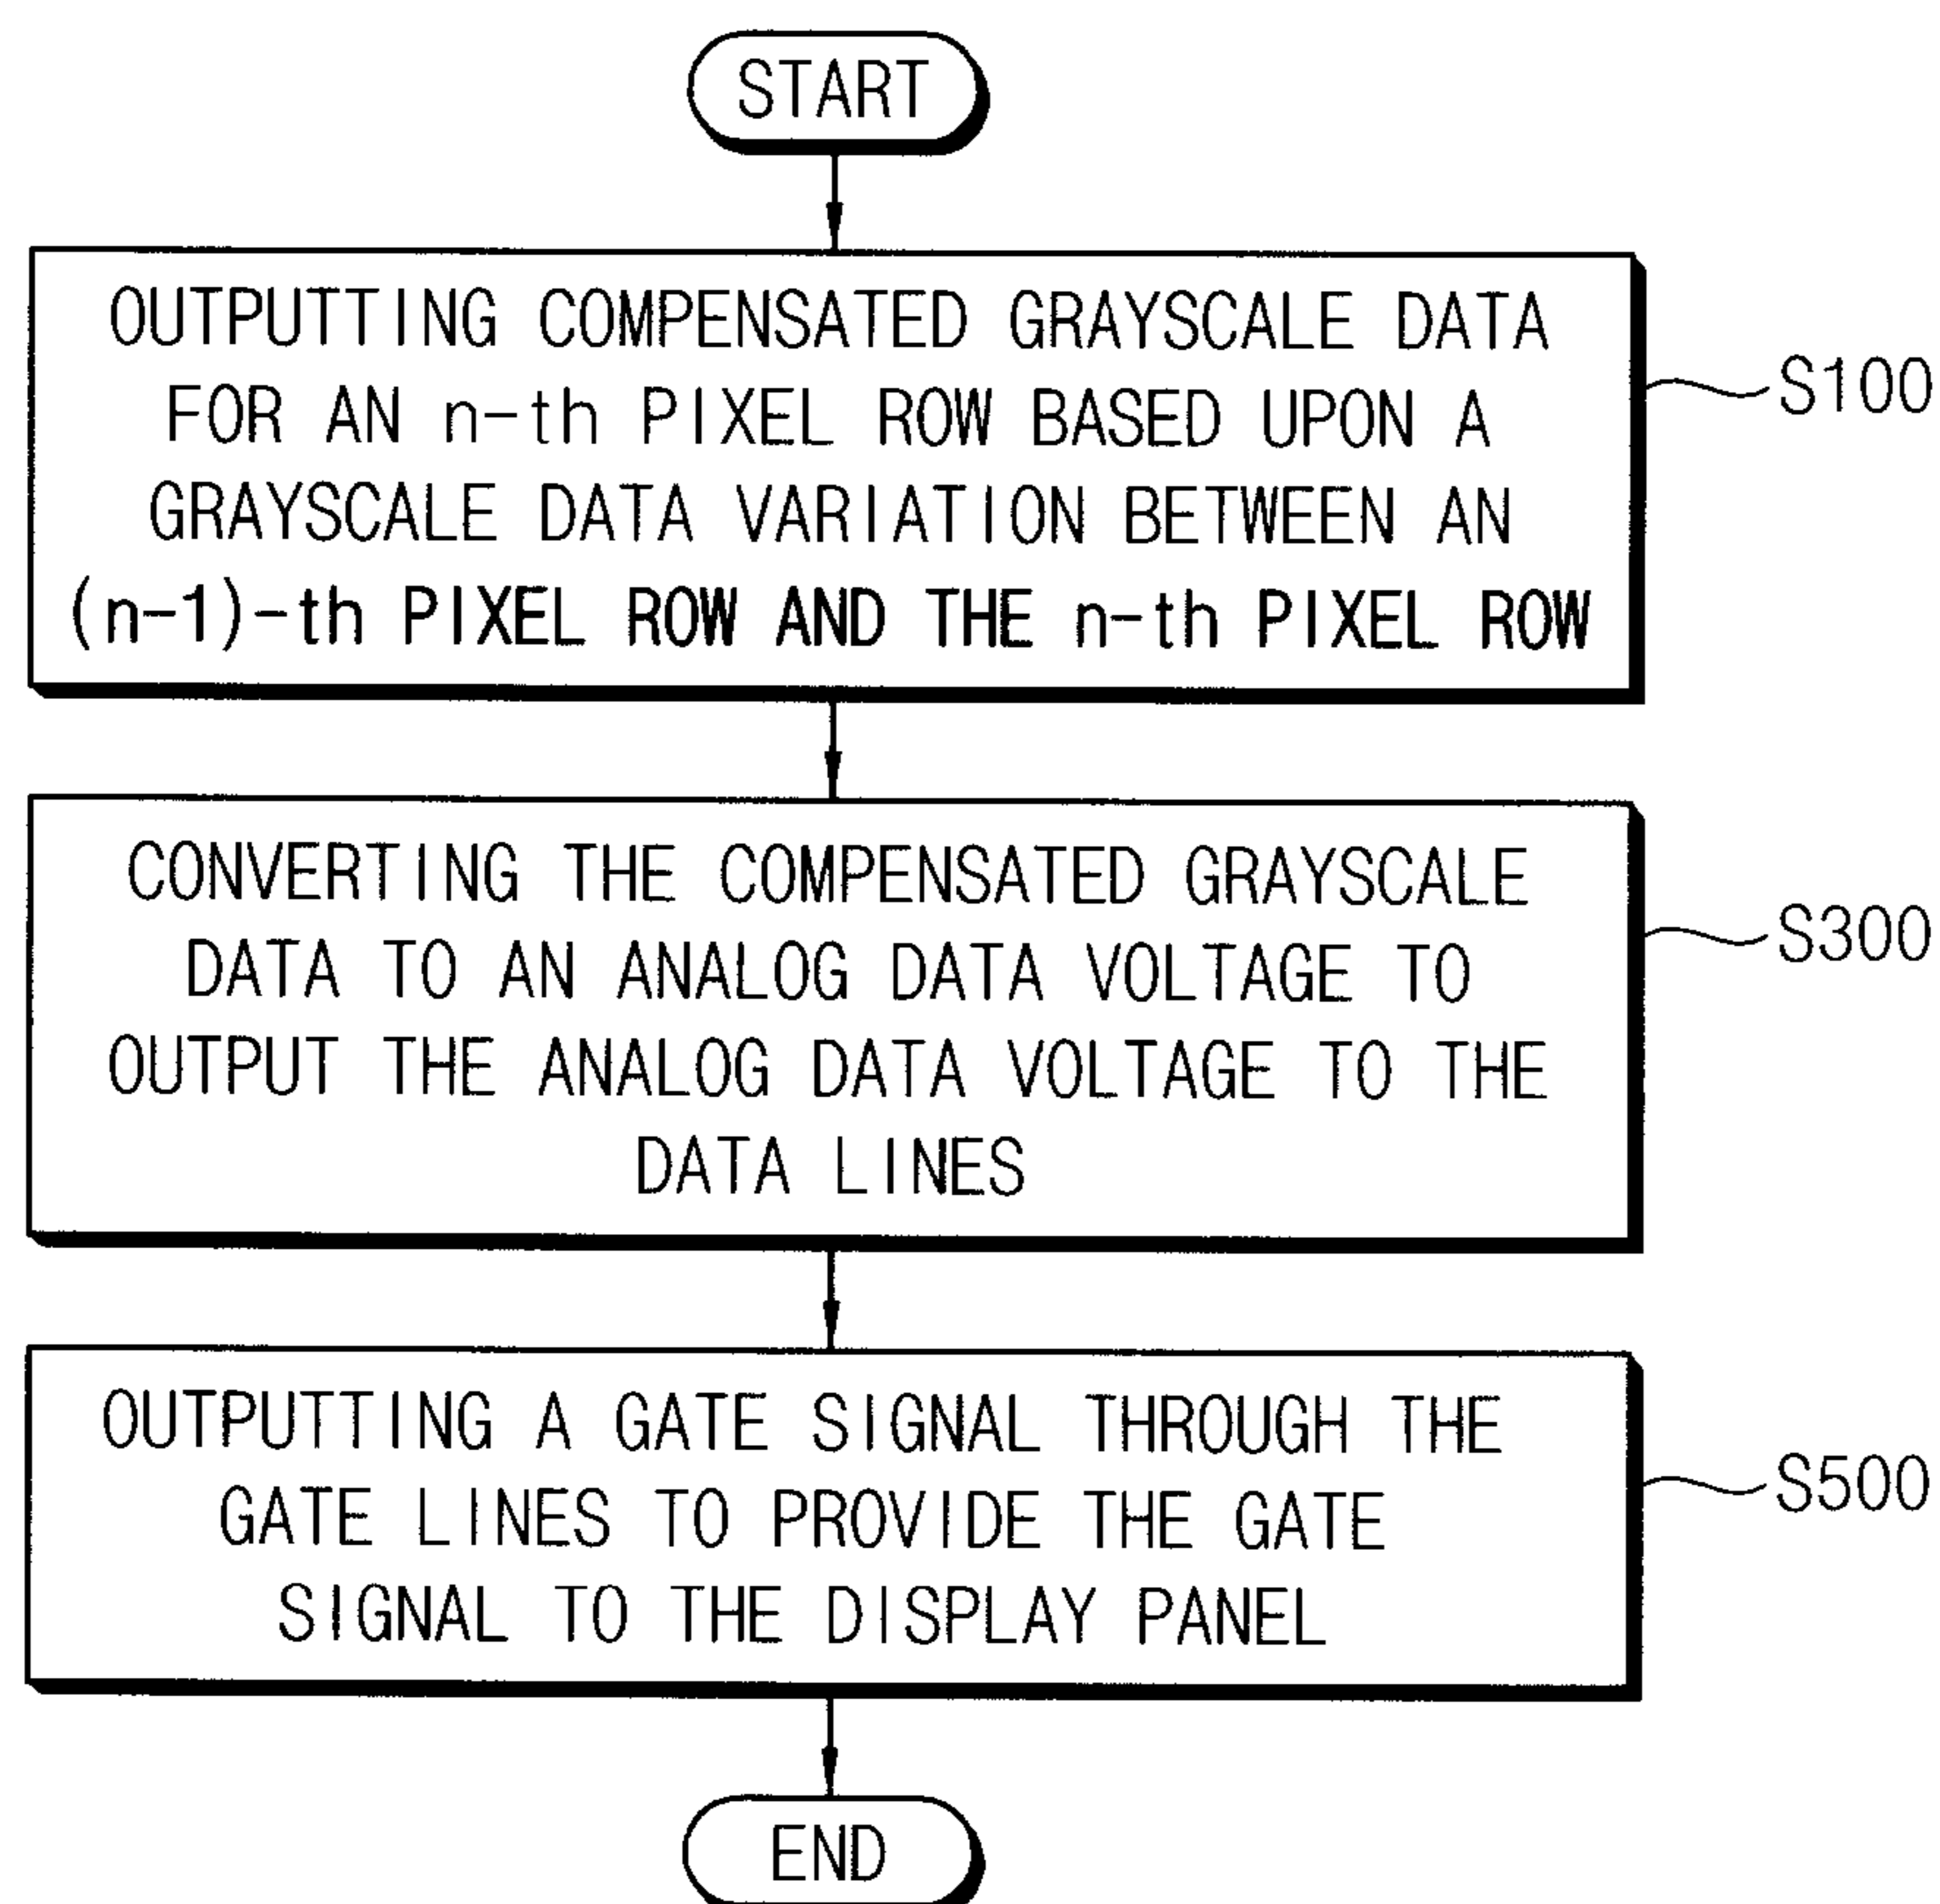 START
OUTPUTTING COMPENSATED GRAYSCALE DATA
FOR AN n-th PIXEL ROW BASED UPON A
GRAYSCALE DATA VARIATION BETWEEN AN
(n-1)-th PIXEL ROW AND THE n-th PIXEL ROW
S100
CONVERTING THE COMPENSATED GRAYSCALE
DATA TO AN ANALOG DATA VOLTAGE TO
OUTPUT THE ANALOG DATA VOLTAGE TO THE
DATA LINES
S300
OUTPUTTING A GATE SIGNAL THROUGH THE
GATE LINES TO PROVIDE THE GATE
SIGNAL TO THE DISPLAY PANEL
S500
END